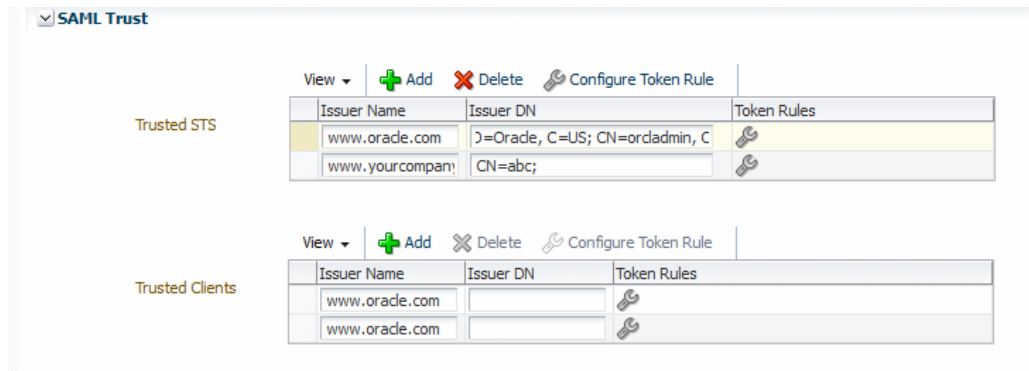 SAML Trust
View Add Delete Configure Token Rule
Issuer Name Issuer DN Token Rules
Trusted STS
www.oracle.com O=Oracle, C=US; CN=orcladmin, C
www.yourcompany CN=abc;
View Add Delete Configure Token Rule
Issuer Name Issuer DN Token Rules
Trusted Clients
www.oracle.com
www.oracle.com